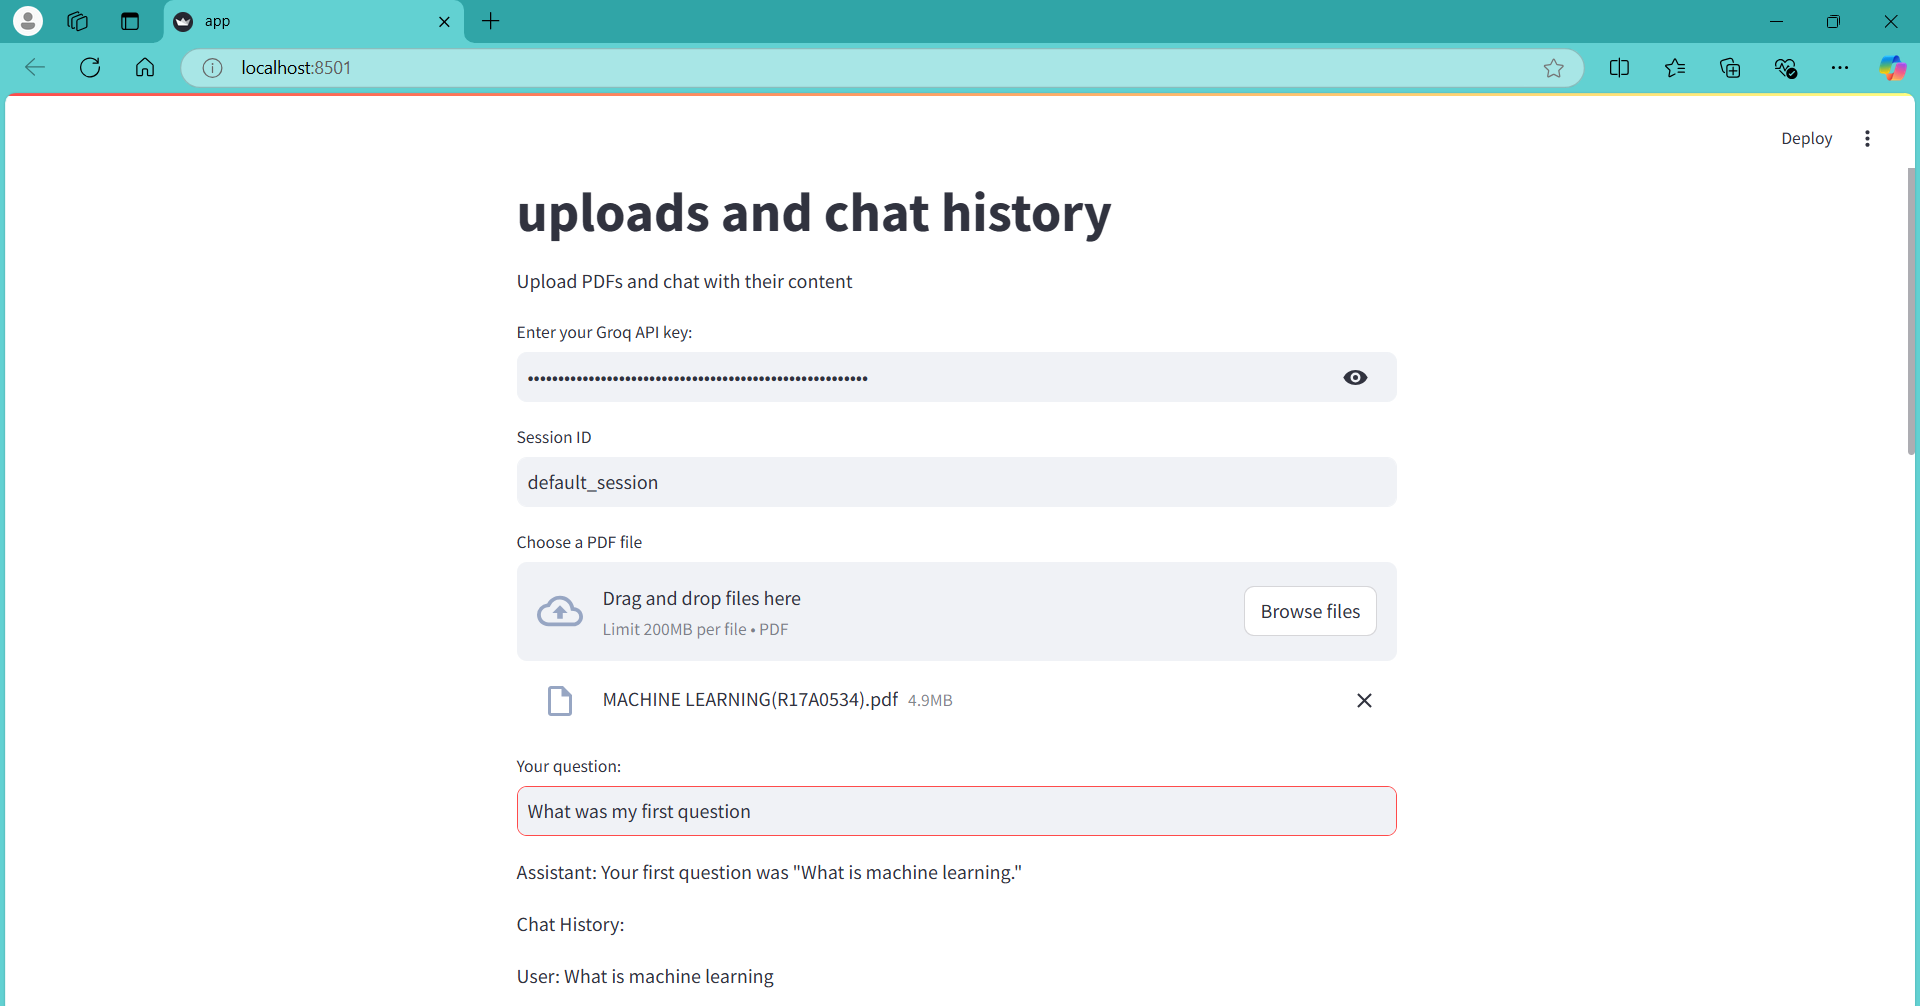 app
localhost:8501
Deploy
uploads and chat history
Upload PDFs and chat with their content
Enter your Groq API key:
••••••••••••••••••••••••••••••••••••••••••••••••••••••••
Session ID
default_session
Choose a PDF file
Drag and drop files here
Limit 200MB per file • PDF
Browse files
MACHINE LEARNING(R17A0534).pdf 4.9MB
Your question:
What was my first question
Assistant: Your first question was "What is machine learning."
Chat History:
User: What is machine learning